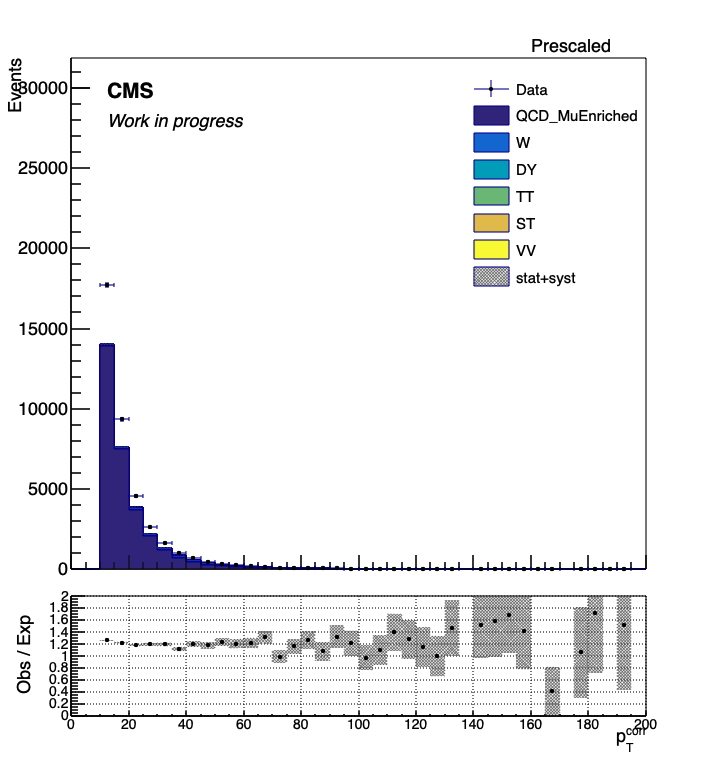 Prescaled
Events
CMS
Work in progress
Data
QCD_MuEnriched
W
DY
TT
ST
VV
stat+syst
30000
25000
20000
15000
10000
5000
0
Obs / Exp
2
1.8
1.6
1.4
1.2
1
0.8
0.6
0.4
0.2
0
0 20 40 60 80 100 120 140 160 180 200
p_T^corr